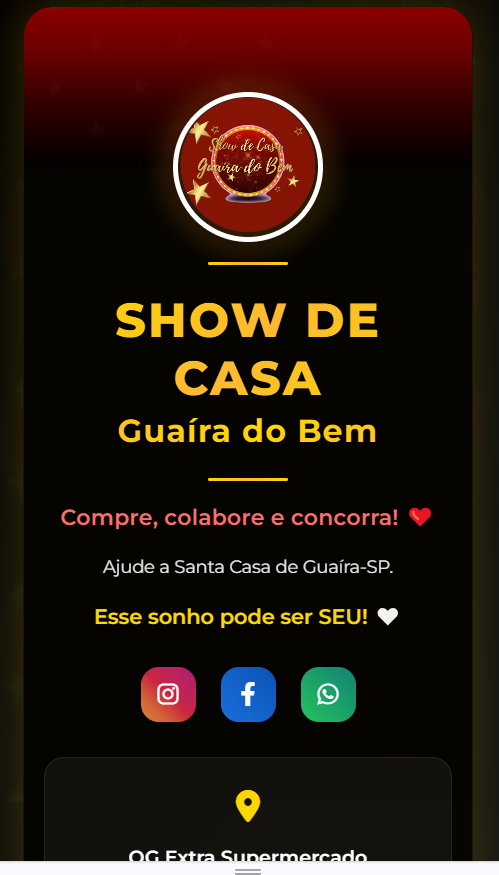 Show de Casa
Guaíra do Bem
SHOW DE
CASA
Guaíra do Bem
Compre, colabore e concorra!
Ajude a Santa Casa de Guaíra-SP.
Esse sonho pode ser SEU!
QG Extra Supermercado